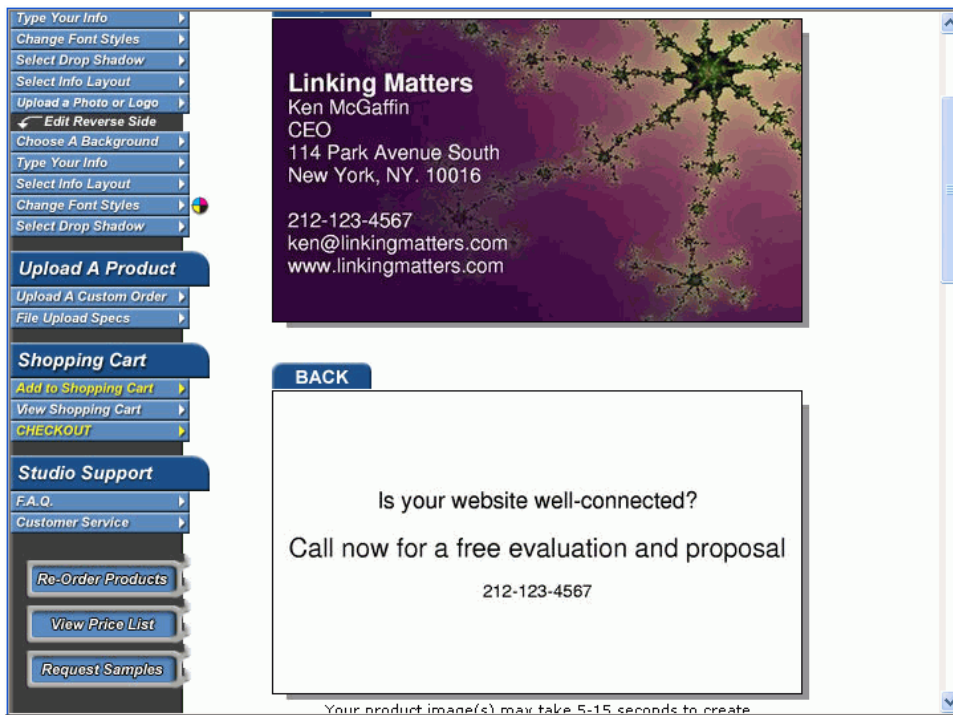 Type Your Info
Change Font Styles
Select Drop Shadow
Select Info Layout
Upload a Photo or Logo
Edit Reverse Side
Choose A Background
Type Your Info
Select Info Layout
Change Font Styles
Select Drop Shadow
Upload A Product
Upload A Custom Order
File Upload Specs
Shopping Cart
Add to Shopping Cart
View Shopping Cart
CHECKOUT
Studio Support
F.A.Q.
Customer Service
Re-Order Products
View Price List
Request Samples
Linking Matters
Ken McGaffin
CEO
114 Park Avenue South
New York, NY. 10016
212-123-4567
ken@linkingmatters.com
www.linkingmatters.com
BACK
Is your website well-connected?
Call now for a free evaluation and proposal
212-123-4567
Your product image(s) may take 5-15 seconds to create